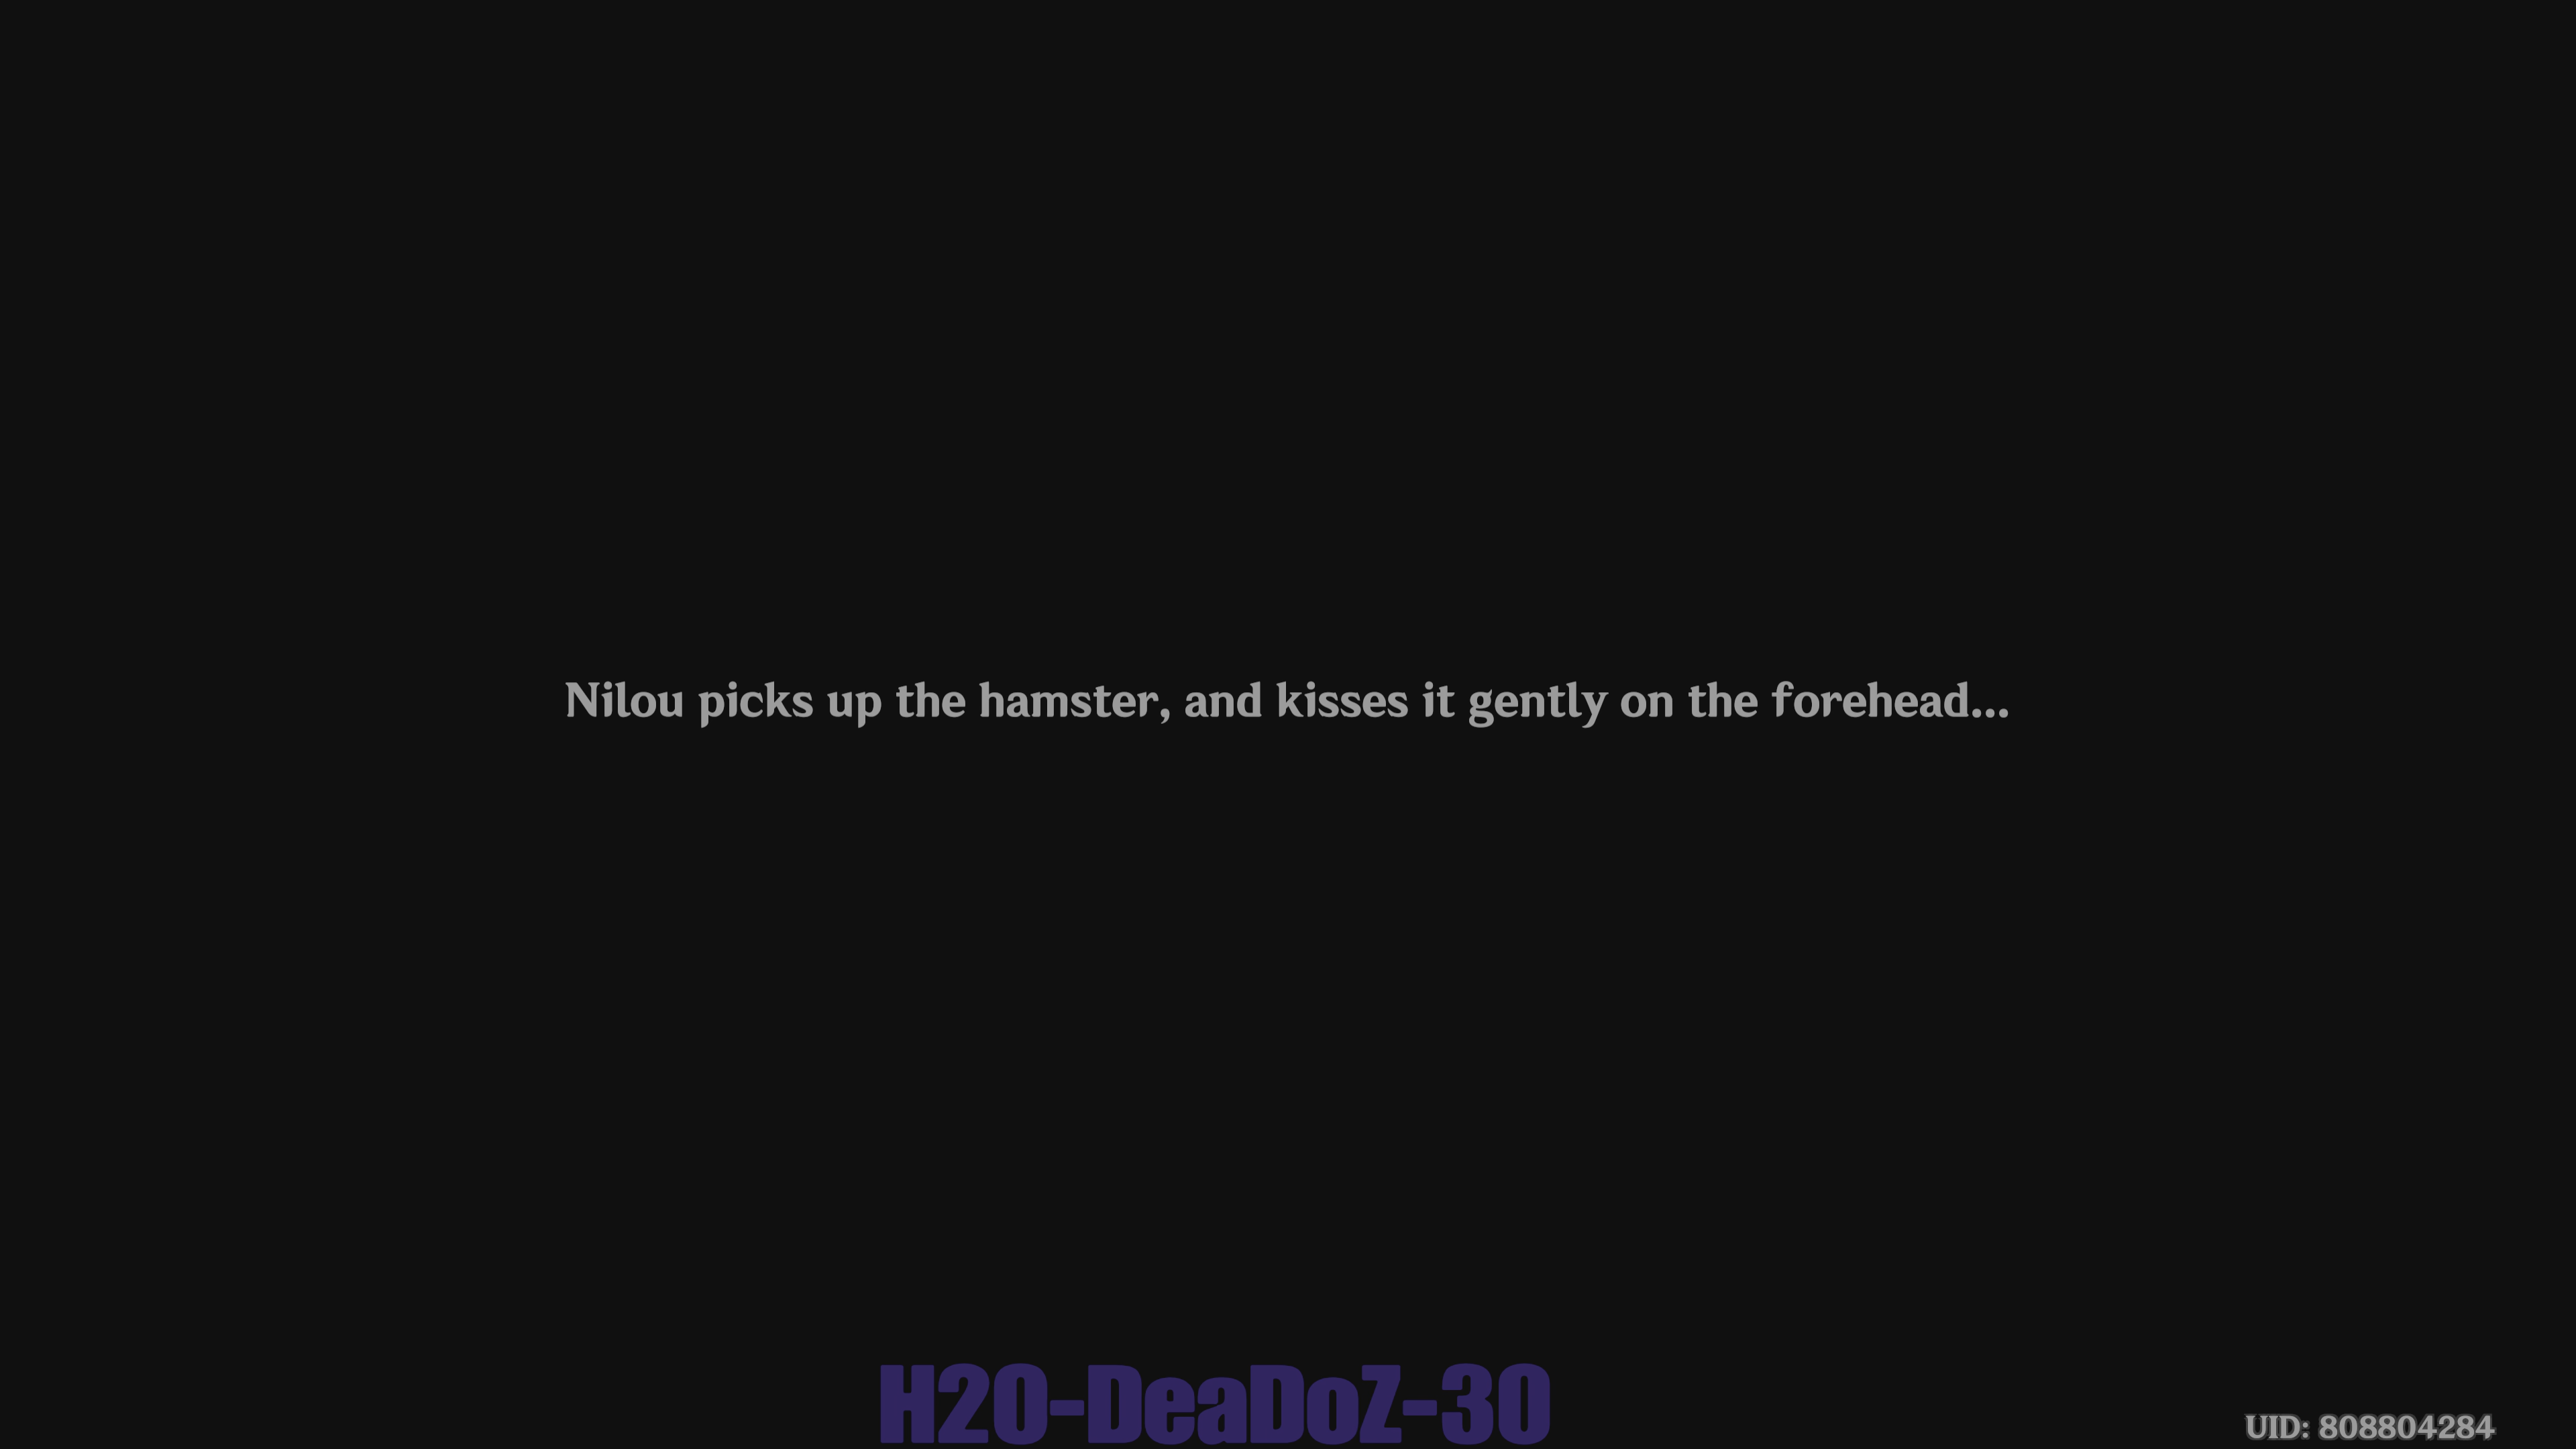 Nilou picks up the hamster, and kisses it gently on the forehead...
H2O-DeaDoZ-30
UID: 808804284